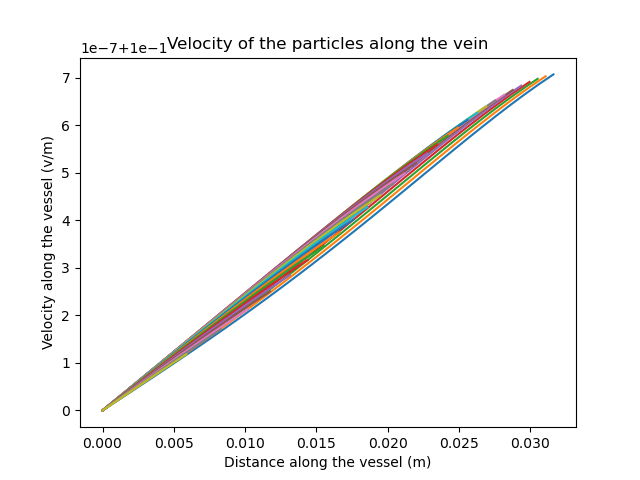 Velocity of the particles along the vein
1e−7+1e−1
7
6
5
4
3
2
1
0
Velocity along the vessel (v/m)
0.000 0.005 0.010 0.015 0.020 0.025 0.030
Distance along the vessel (m)